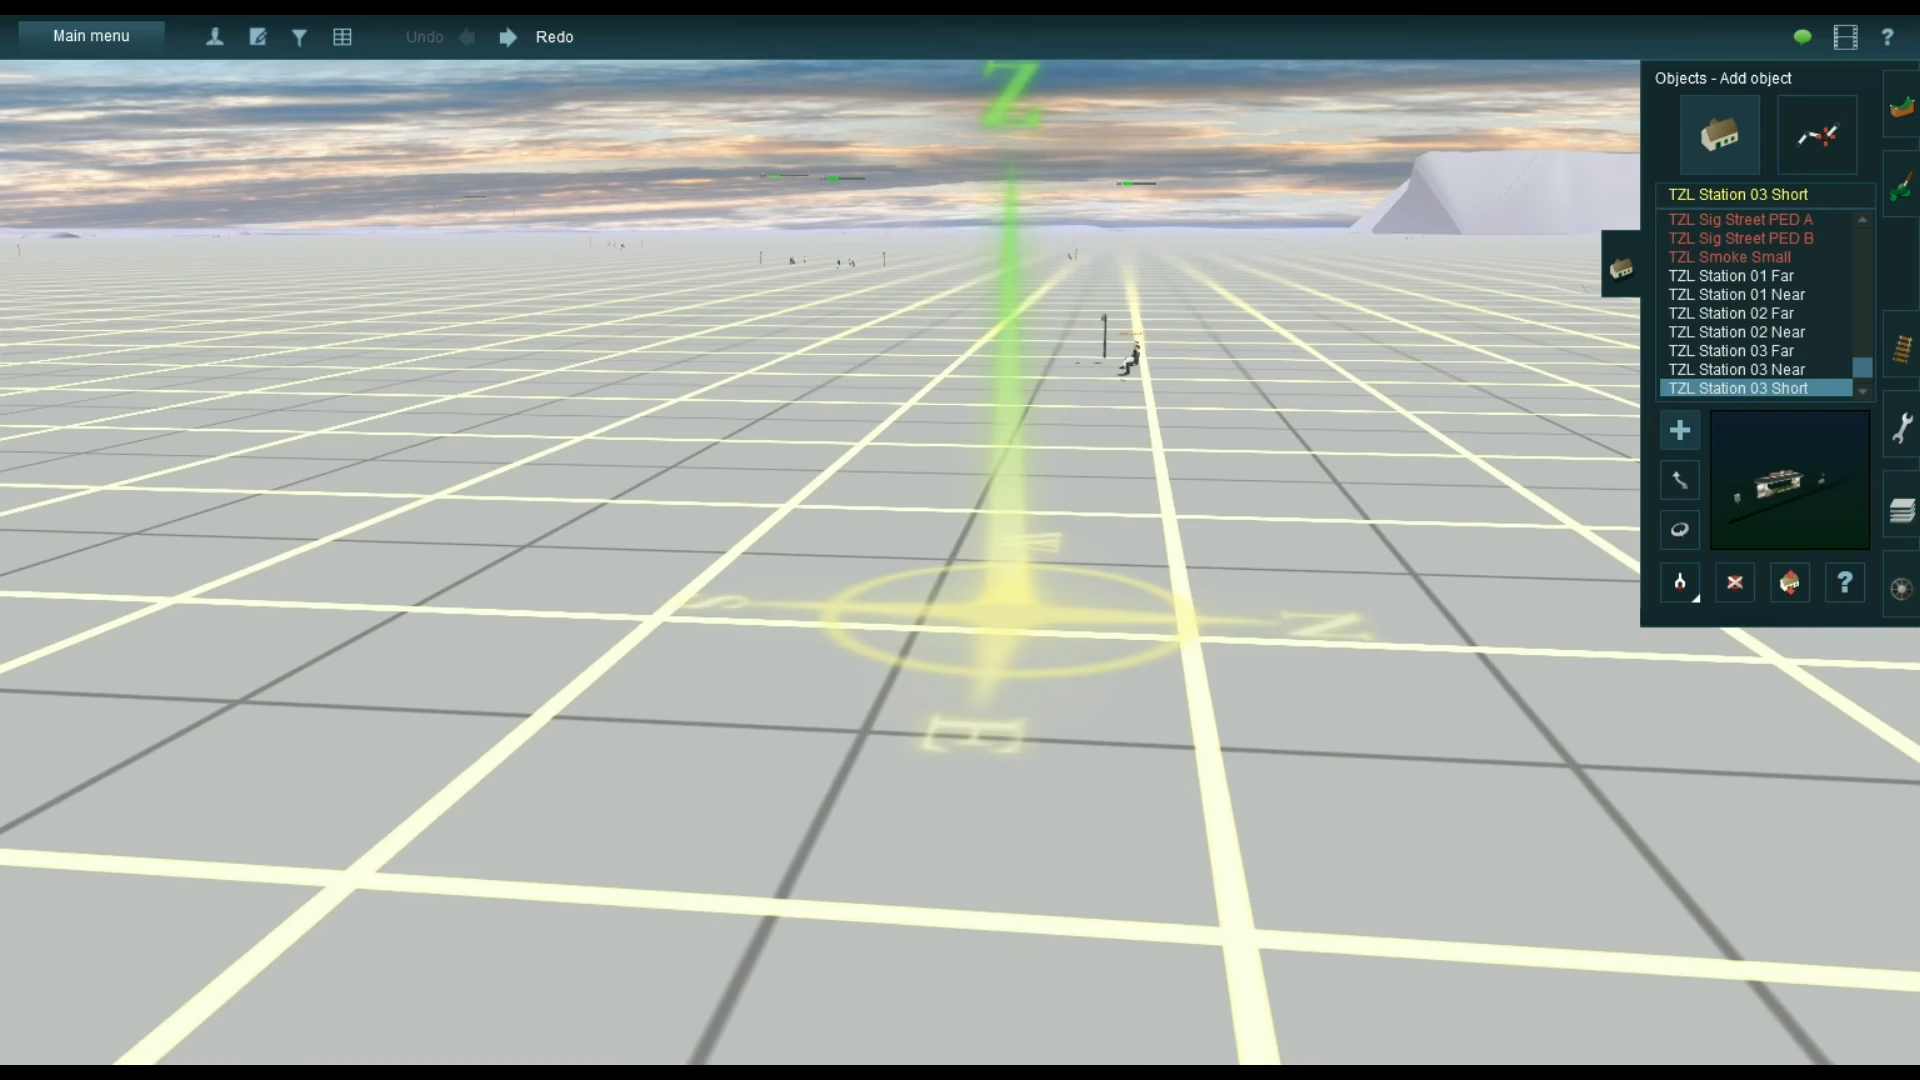 Main menu
Undo
Redo
?
Z
W
S
N
E
Objects - Add object
TZL Station 03 Short
TZL Sig Street PED A
TZL Sig Street PED B
TZL Smoke Small
TZL Station 01 Far
TZL Station 01 Near
TZL Station 02 Far
TZL Station 02 Near
TZL Station 03 Far
TZL Station 03 Near
TZL Station 03 Short
?